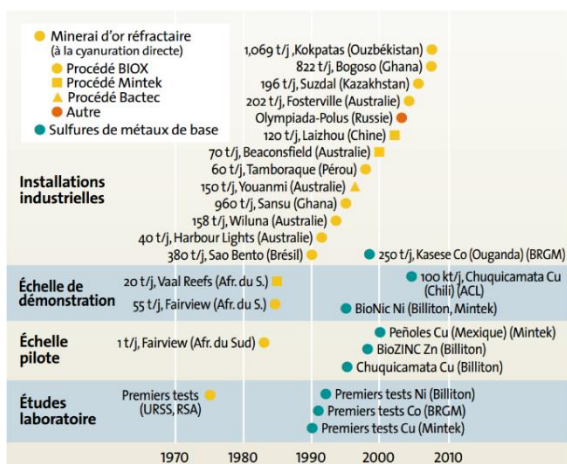 Minerai d'or réfractaire
(à la cyanuration directe)
Procédé BIOX
Procédé Mintek
Procédé Bactec
Autre
Sulfures de métaux de base
1,069 t/j, Kokpatas (Ouzbékistan)
822 t/j, Bogoso (Ghana)
196 t/j, Suzdal (Kazakhstan)
202 t/j, Fosterville (Australie)
Olympiada-Polus (Russie)
120 t/j, Laizhou (Chine)
70 t/j, Beaconsfield (Australie)
60 t/j, Tamboraque (Pérou)
150 t/j, Youanmi (Australie)
960 t/j, Sansu (Ghana)
158 t/j, Wiluna (Australie)
40 t/j, Harbour Lights (Australie)
380 t/j, Sao Bento (Brésil)
250 t/j, Kasese Co (Ouganda) (BRGM)
Installations
industrielles
Échelle de
démonstration
20 t/j, Vaal Reefs (Afr. du S.)
55 t/j, Fairview (Afr. du S.)
100 kt/j, Chuquicamata Cu
(Chili) (ACL)
BioNic Ni (Billiton, Mintek)
Échelle
pilote
1 t/j, Fairview (Afr. du Sud)
Peñoles Cu (Mexique) (Mintek)
BioZINC Zn (Billiton)
Chuquicamata Cu (Billiton)
Études
laboratoire
Premiers tests
(URSS, RSA)
Premiers tests Ni (Billiton)
Premiers tests Co (BRGM)
Premiers tests Cu (Mintek)
1970 1980 1990 2000 2010